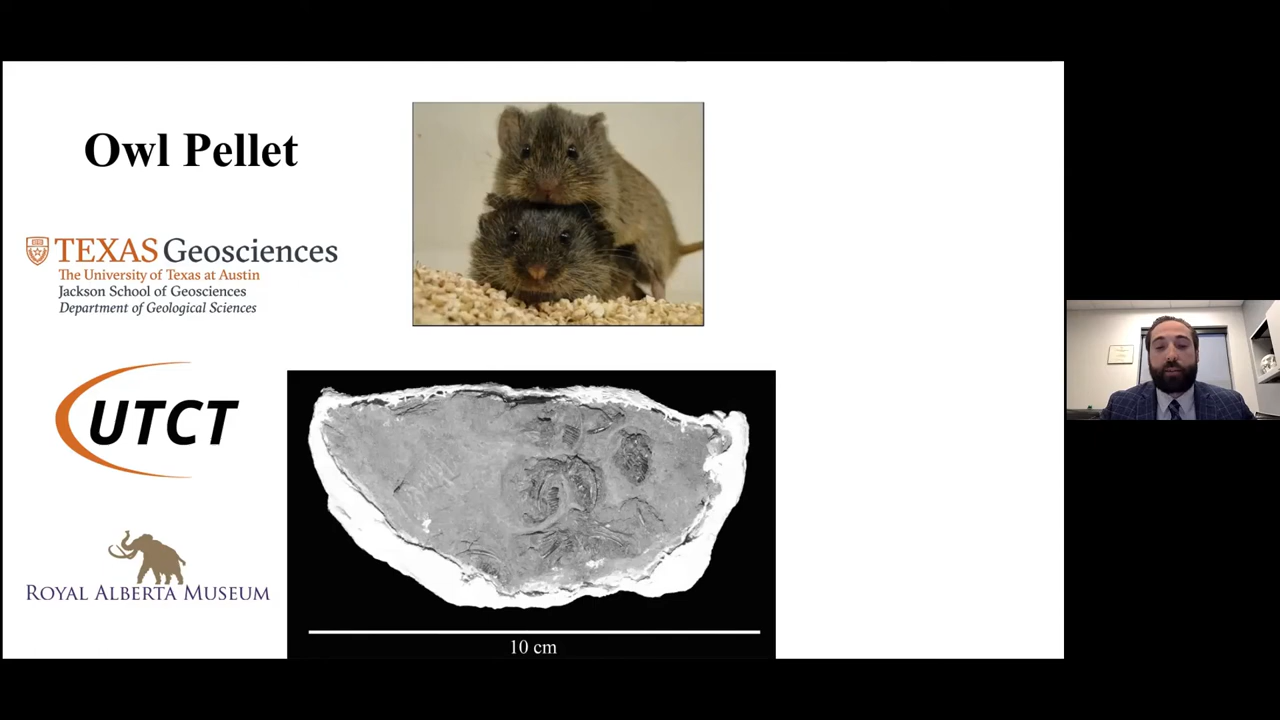 Owl Pellet
TEXAS Geosciences
The University of Texas at Austin
Jackson School of Geosciences
Department of Geological Sciences
UTCT
ROYAL ALBERTA MUSEUM
10 cm